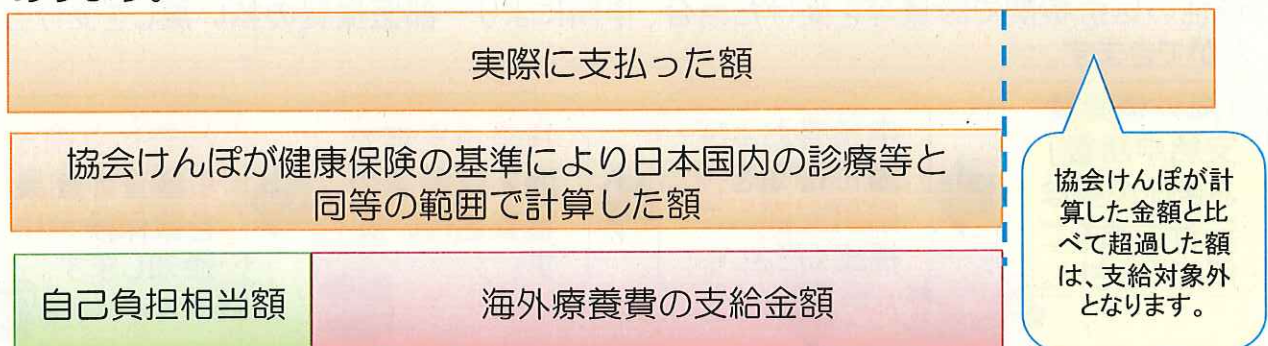 実際に支払った額
協会けんぽが健康保険の基準により日本国内の診療等と
同等の範囲で計算した額
自己負担相当額
海外療養費の支給金額
協会けんぽが計
算した金額と比
べて超過した額
は、支給対象外
となります。